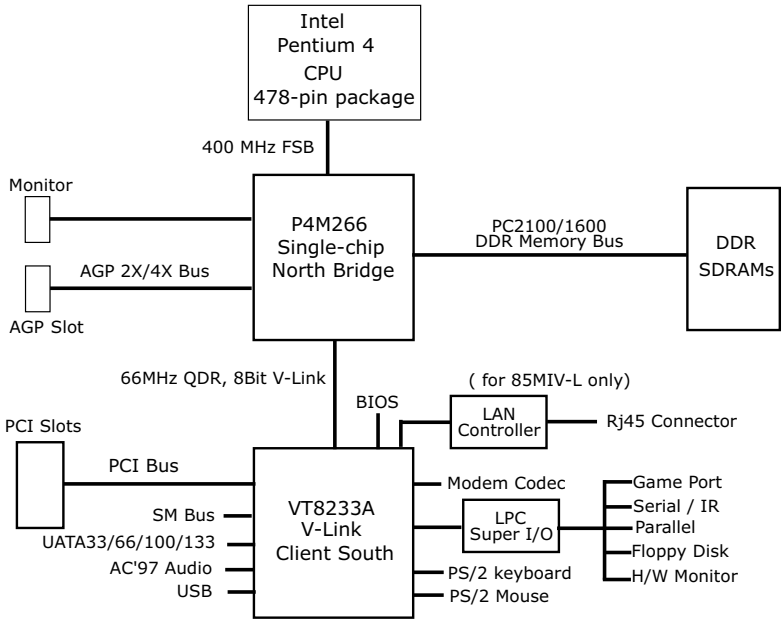 Intel
Pentium 4
CPU
478-pin package
400 MHz FSB
Monitor
P4M266
Single-chip
North Bridge
PC2100/1600
DDR Memory Bus
DDR
SDRAMs
AGP 2X/4X Bus
AGP Slot
66MHz QDR, 8Bit V-Link
( for 85MIV-L only)
BIOS
LAN
Controller
Rj45 Connector
PCI Slots
PCI Bus
VT8233A
V-Link
Client South
Modem Codec
Game Port
SM Bus
LPC
Super I/O
Serial / IR
Parallel
UATA33/66/100/133
Floppy Disk
AC'97 Audio
PS/2 keyboard
H/W Monitor
USB
PS/2 Mouse